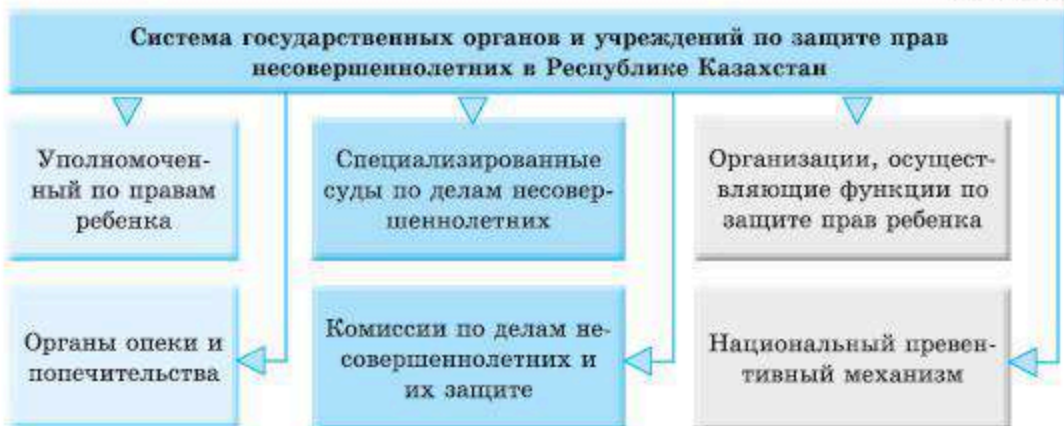 Система государственных органов и учреждений по защите прав
несовершеннолетних в Республике Казахстан
Уполномочен-
ный по правам
ребенка
Специализированные
суды по делам несовер-
шеннолетних
Организации, осущест-
вляющие функции по
защите прав ребенка
Органы опеки и
попечительства
Комиссии по делам не-
совершеннолетних и
их защите
Национальный превен-
тивный механизм